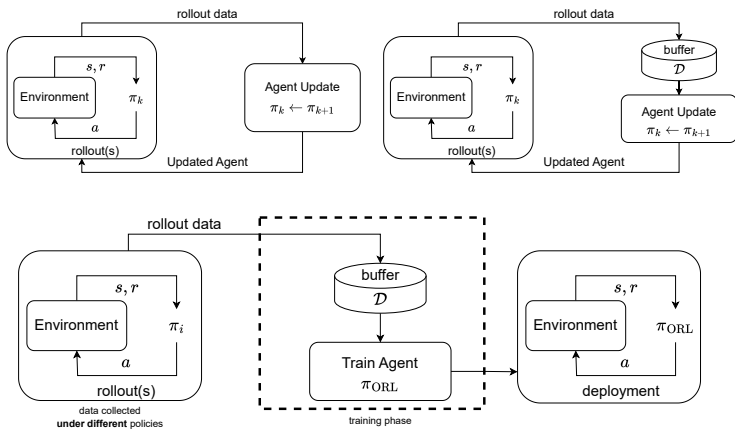 rollout data
s, r
Environment
π_k
a
rollout(s)
Agent Update
π_k ← π_{k+1}
Updated Agent
rollout data
s, r
Environment
π_k
a
rollout(s)
buffer
𝒟
Agent Update
π_k ← π_{k+1}
Updated Agent
rollout data
s, r
Environment
π_i
a
rollout(s)
data collected
under different policies
buffer
𝒟
Train Agent
π_ORL
training phase
s, r
Environment
π_ORL
a
deployment